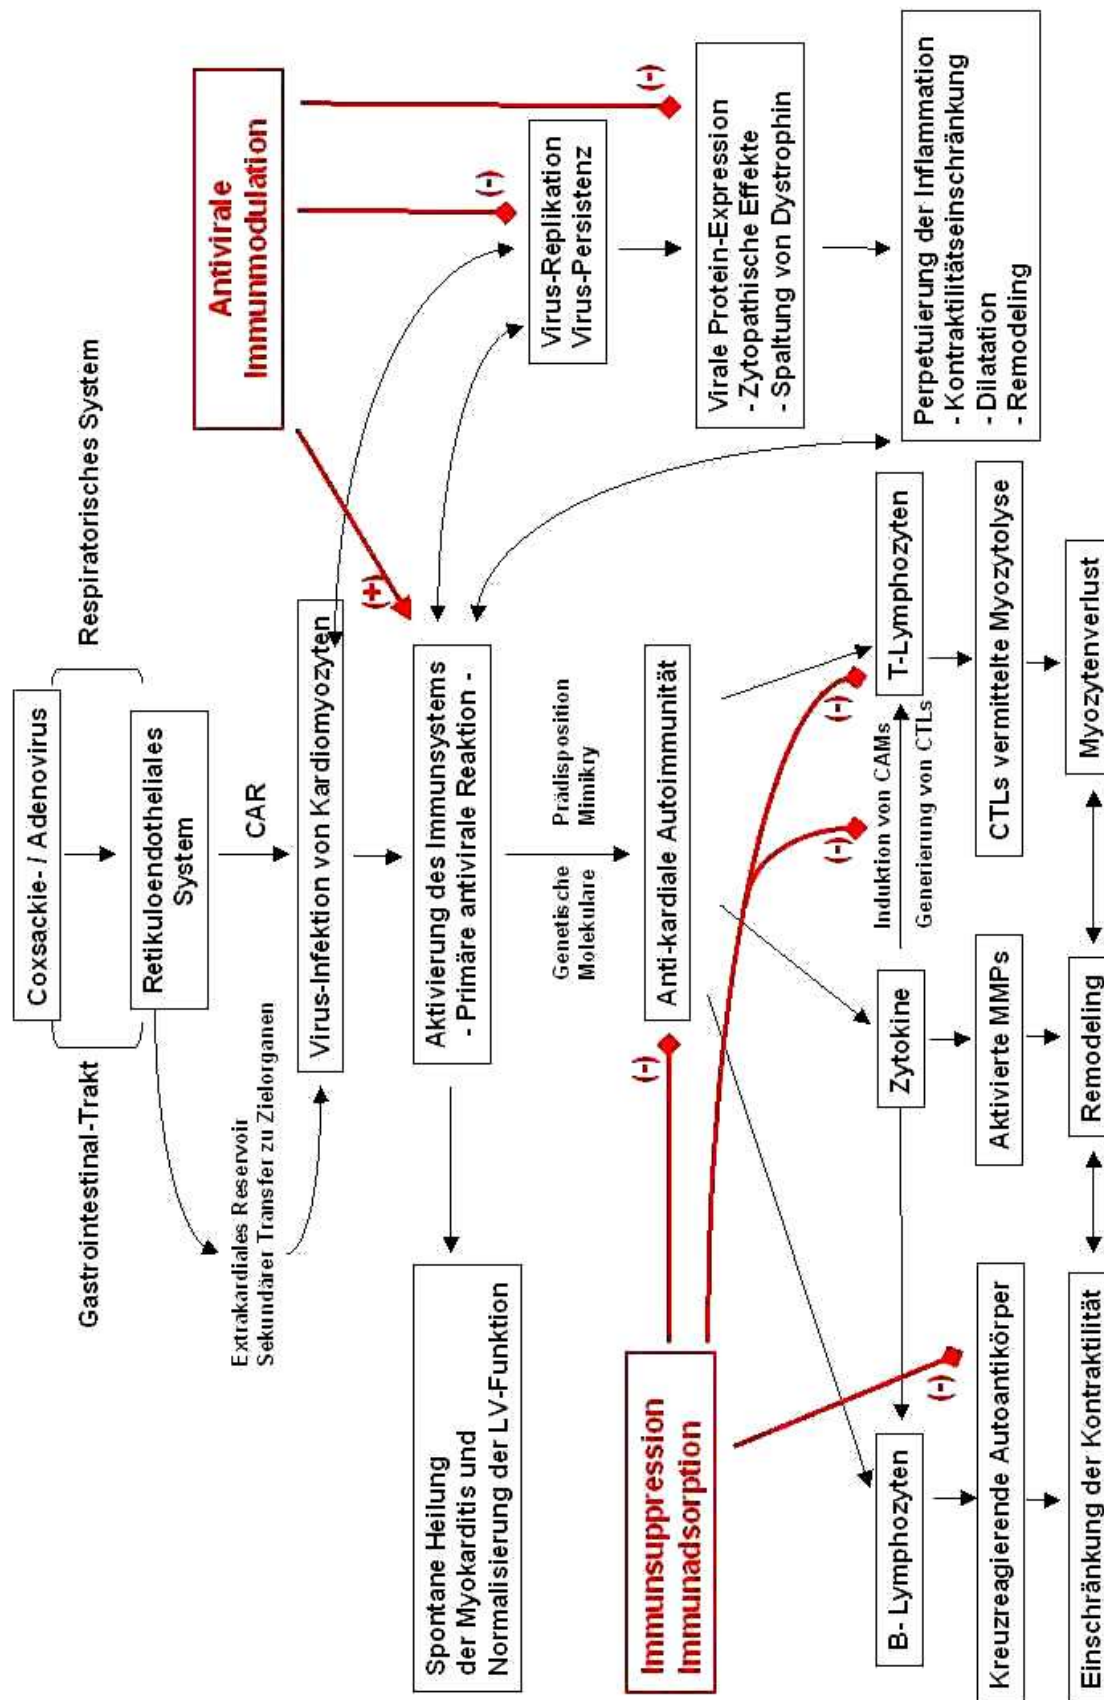 Coxsackie- / Adenovirus
Gastrointestinal-Trakt
Respiratorisches System
Retikuloendotheliales
System
CAR
Extrakardiales Reservoir
Sekundärer Transfer zu Zielorganen
Virus-Infektion von Kardiomyozyten
Antivirale
Immunmodulation
(+)
(-)
(-)
Aktivierung des Immunsystems
- Primäre antivirale Reaktion -
Spontane Heilung
der Myokarditis und
Normalisierung der LV-Funktion
Virus-Replikation
Virus-Persistenz
Genetische Prädisposition
Molekulare Mimikry
Virale Protein-Expression
- Zytopathische Effekte
- Spaltung von Dystrophin
Immunsuppression
Immunadsorption
(-)
Anti-kardiale Autoimmunität
(-)
(-)
(-)
B- Lymphozyten
Zytokine
Induktion von CAMs
Generierung von CTLs
T-Lymphozyten
Perpetuierung der Inflammation
- Kontraktilitätseinschränkung
- Dilatation
- Remodeling
Kreuzreagierende Autoantikörper
Aktivierte MMPs
CTLs vermittelte Myozytolyse
Einschränkung der Kontraktilität
Remodeling
Myozytenverlust